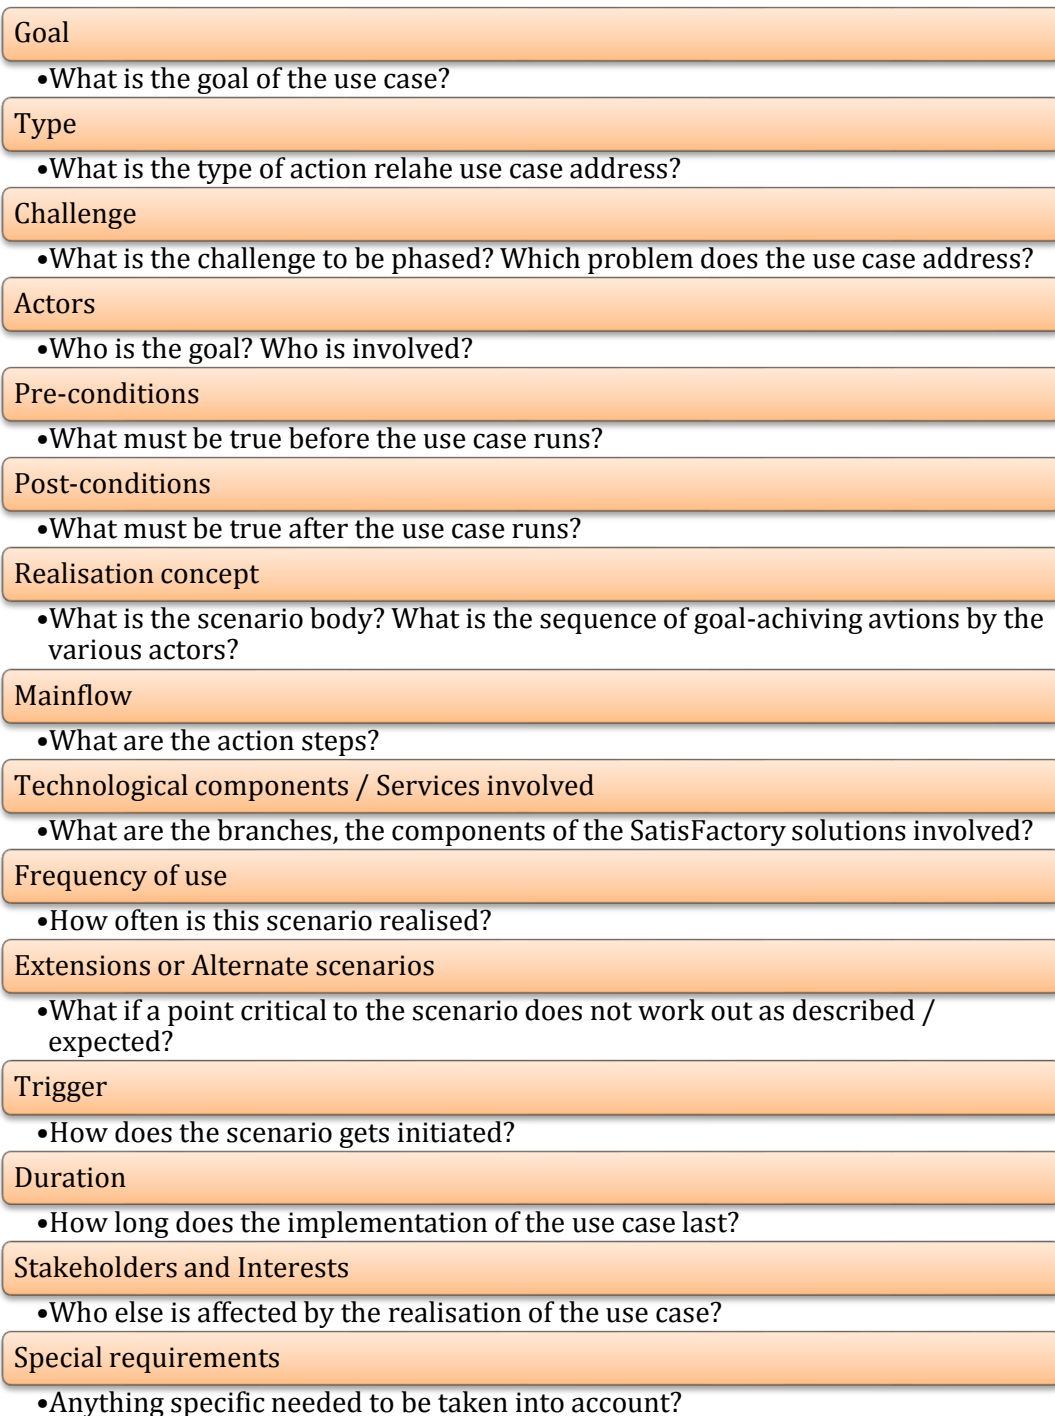 Goal
•What is the goal of the use case?
Type
•What is the type of action relahe use case address?
Challenge
•What is the challenge to be phased? Which problem does the use case address?
Actors
•Who is the goal? Who is involved?
Pre-conditions
•What must be true before the use case runs?
Post-conditions
•What must be true after the use case runs?
Realisation concept
•What is the scenario body? What is the sequence of goal-achiving avtions by the
various actors?
Mainflow
•What are the action steps?
Technological components / Services involved
•What are the branches, the components of the SatisFactory solutions involved?
Frequency of use
•How often is this scenario realised?
Extensions or Alternate scenarios
•What if a point critical to the scenario does not work out as described /
expected?
Trigger
•How does the scenario gets initiated?
Duration
•How long does the implementation of the use case last?
Stakeholders and Interests
•Who else is affected by the realisation of the use case?
Special requirements
•Anything specific needed to be taken into account?